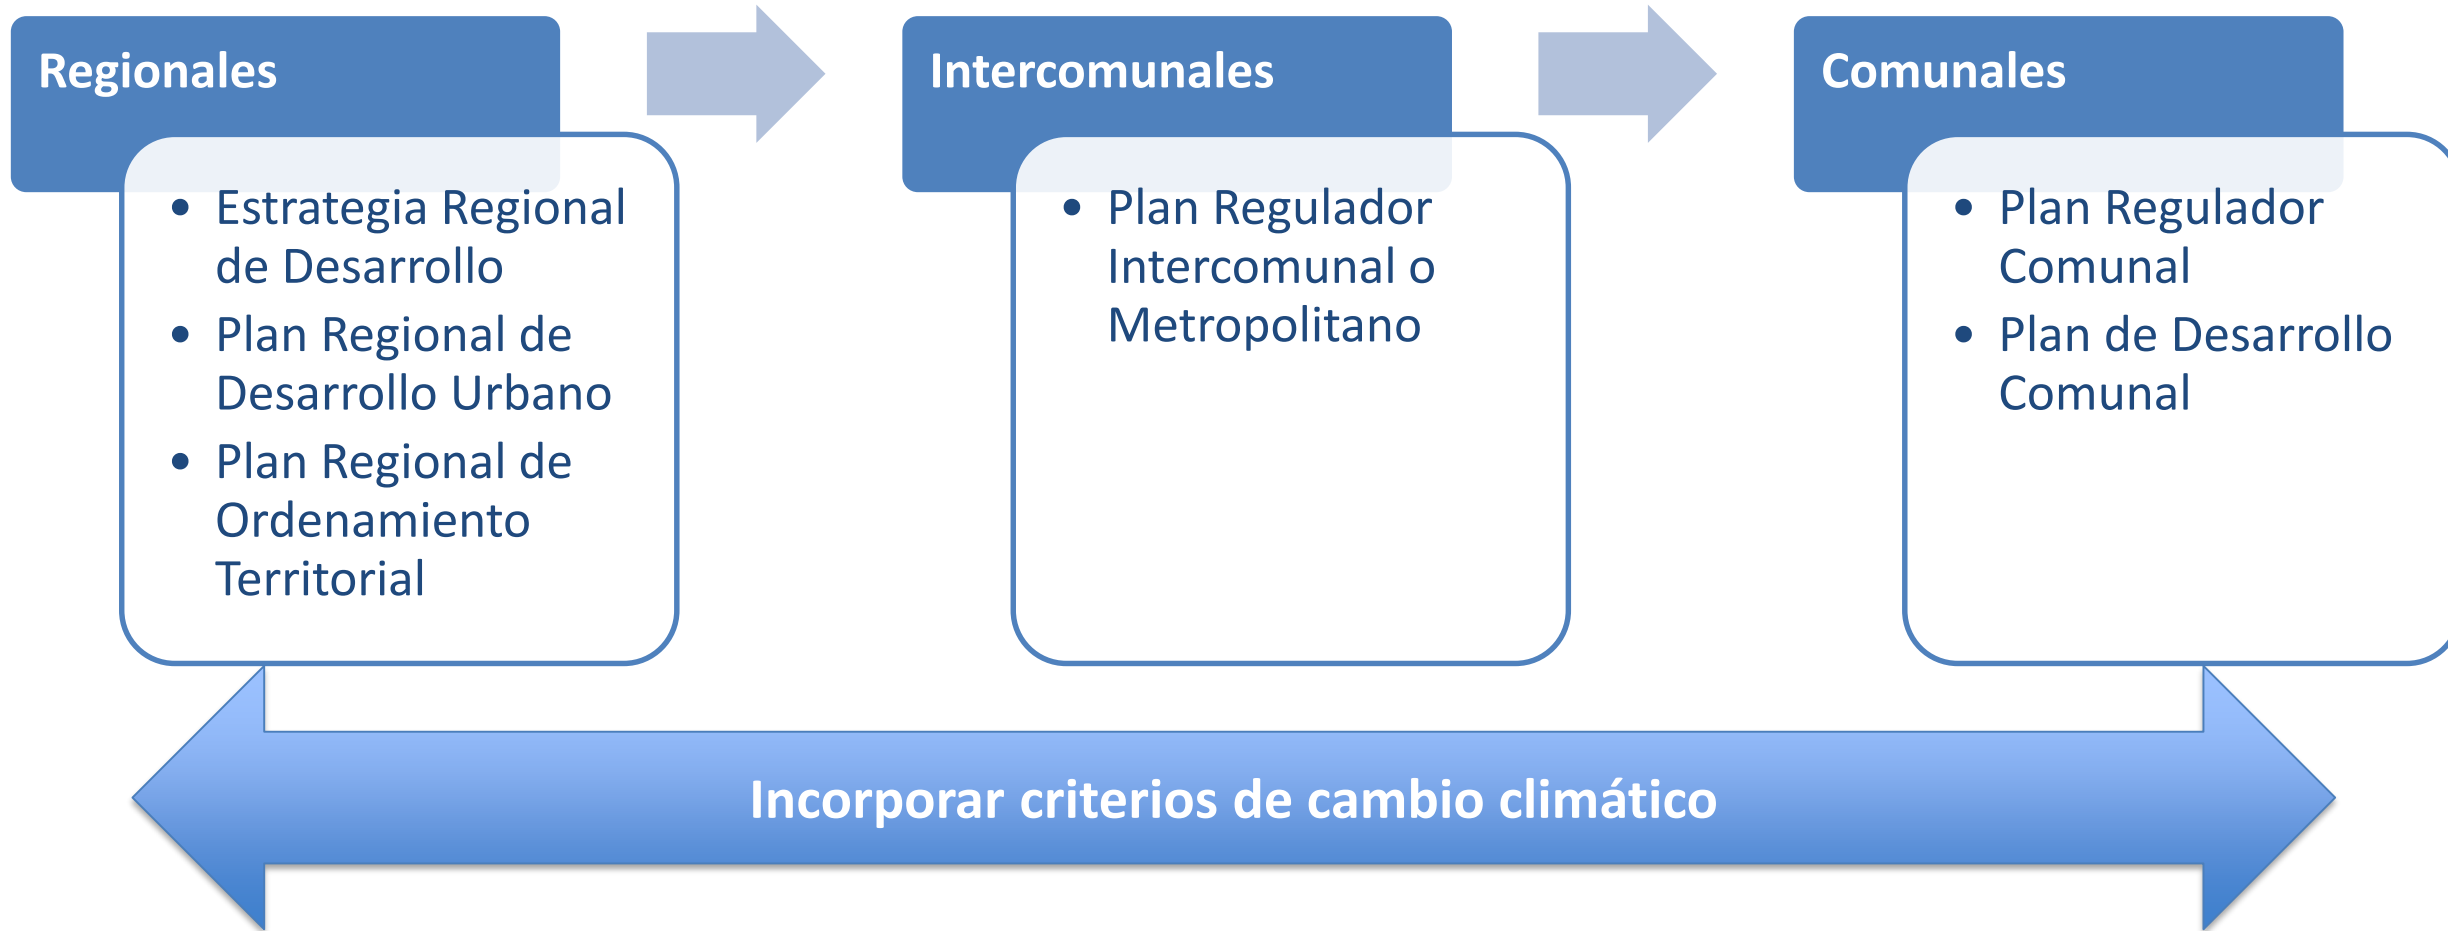 Regionales
• Estrategia Regional
de Desarrollo
• Plan Regional de
Desarrollo Urbano
• Plan Regional de
Ordenamiento
Territorial
Intercomunales
• Plan Regulador
Intercomunal o
Metropolitano
Comunales
• Plan Regulador
Comunal
• Plan de Desarrollo
Comunal
Incorporar criterios de cambio climático